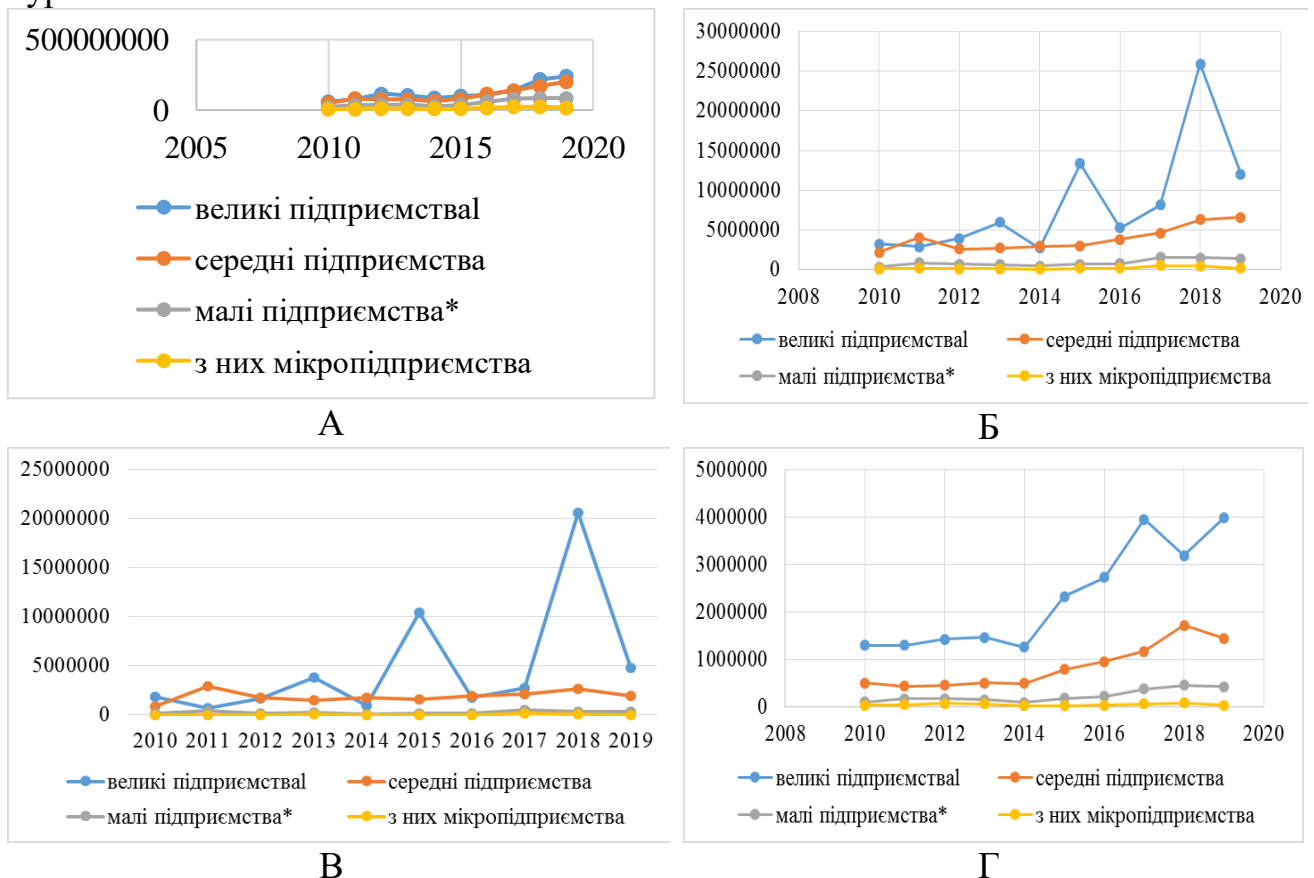 500000000
0
2005 2010 2015 2020
великі підприємстваl
середні підприємства
малі підприємства*
з них мікропідприємства
А
30000000
25000000
20000000
15000000
10000000
5000000
0
2008 2010 2012 2014 2016 2018 2020
великі підприємстваl середні підприємства
малі підприємства* з них мікропідприємства
Б
25000000
20000000
15000000
10000000
5000000
0
2010 2011 2012 2013 2014 2015 2016 2017 2018 2019
великі підприємстваl середні підприємства
малі підприємства* з них мікропідприємства
В
5000000
4000000
3000000
2000000
1000000
0
2008 2010 2012 2014 2016 2018 2020
великі підприємстваl середні підприємства
малі підприємства* з них мікропідприємства
Г